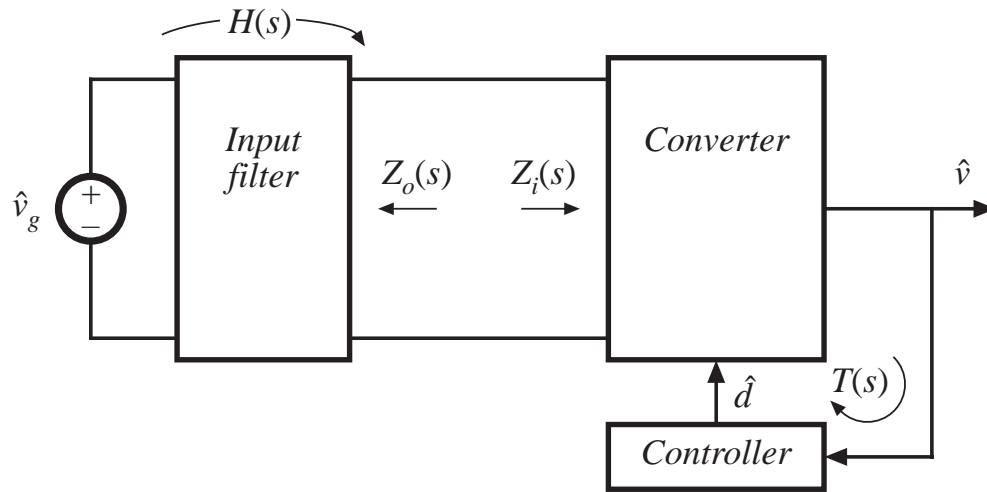 H(s)
Input
filter
Converter
Z_o(s)
Z_i(s)
v̂
+
–
v̂_g
T(s)
d̂
Controller